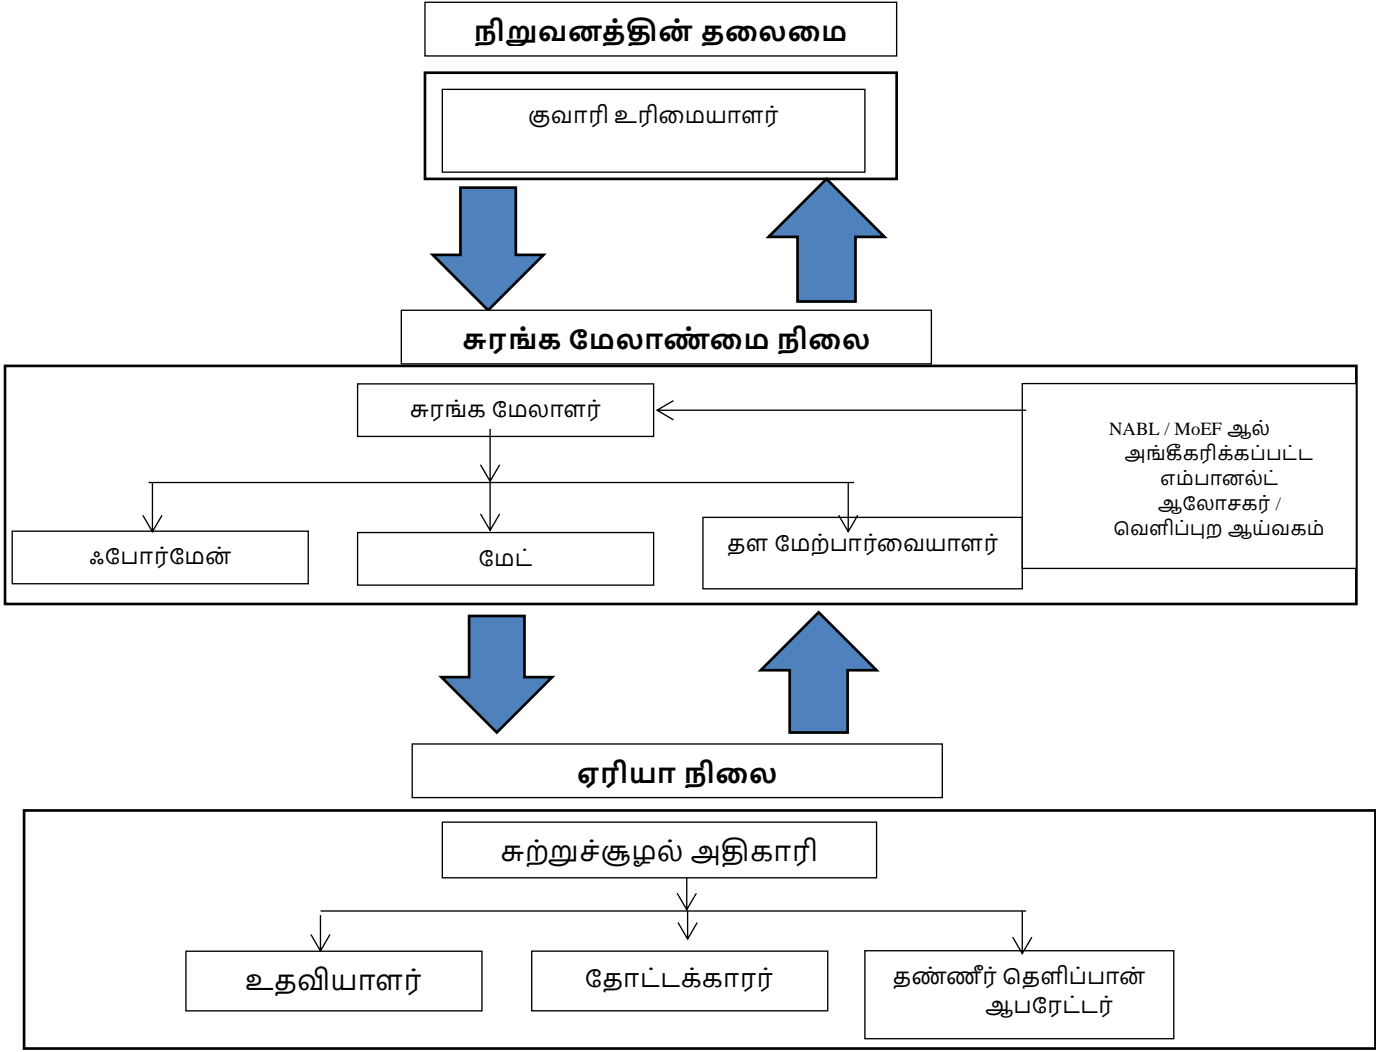 நிறுவனத்தின் தலைமை
குவாரி உரிமையாளர்
சுரங்க மேலாண்மை நிலை
சுரங்க மேலாளர்
NABL / MoEF ஆல்
அங்கீகரிக்கப்பட்ட
எம்பானல்ட்
ஆலோசகர் /
வெளிப்புற ஆய்வகம்
ஃபோர்மேன்
மேட்
தள மேற்பார்வையாளர்
ஏரியா நிலை
சுற்றுச்சூழல் அதிகாரி
உதவியாளர்
தோட்டக்காரர்
தண்ணீர் தெளிப்பான்
ஆபரேட்டர்